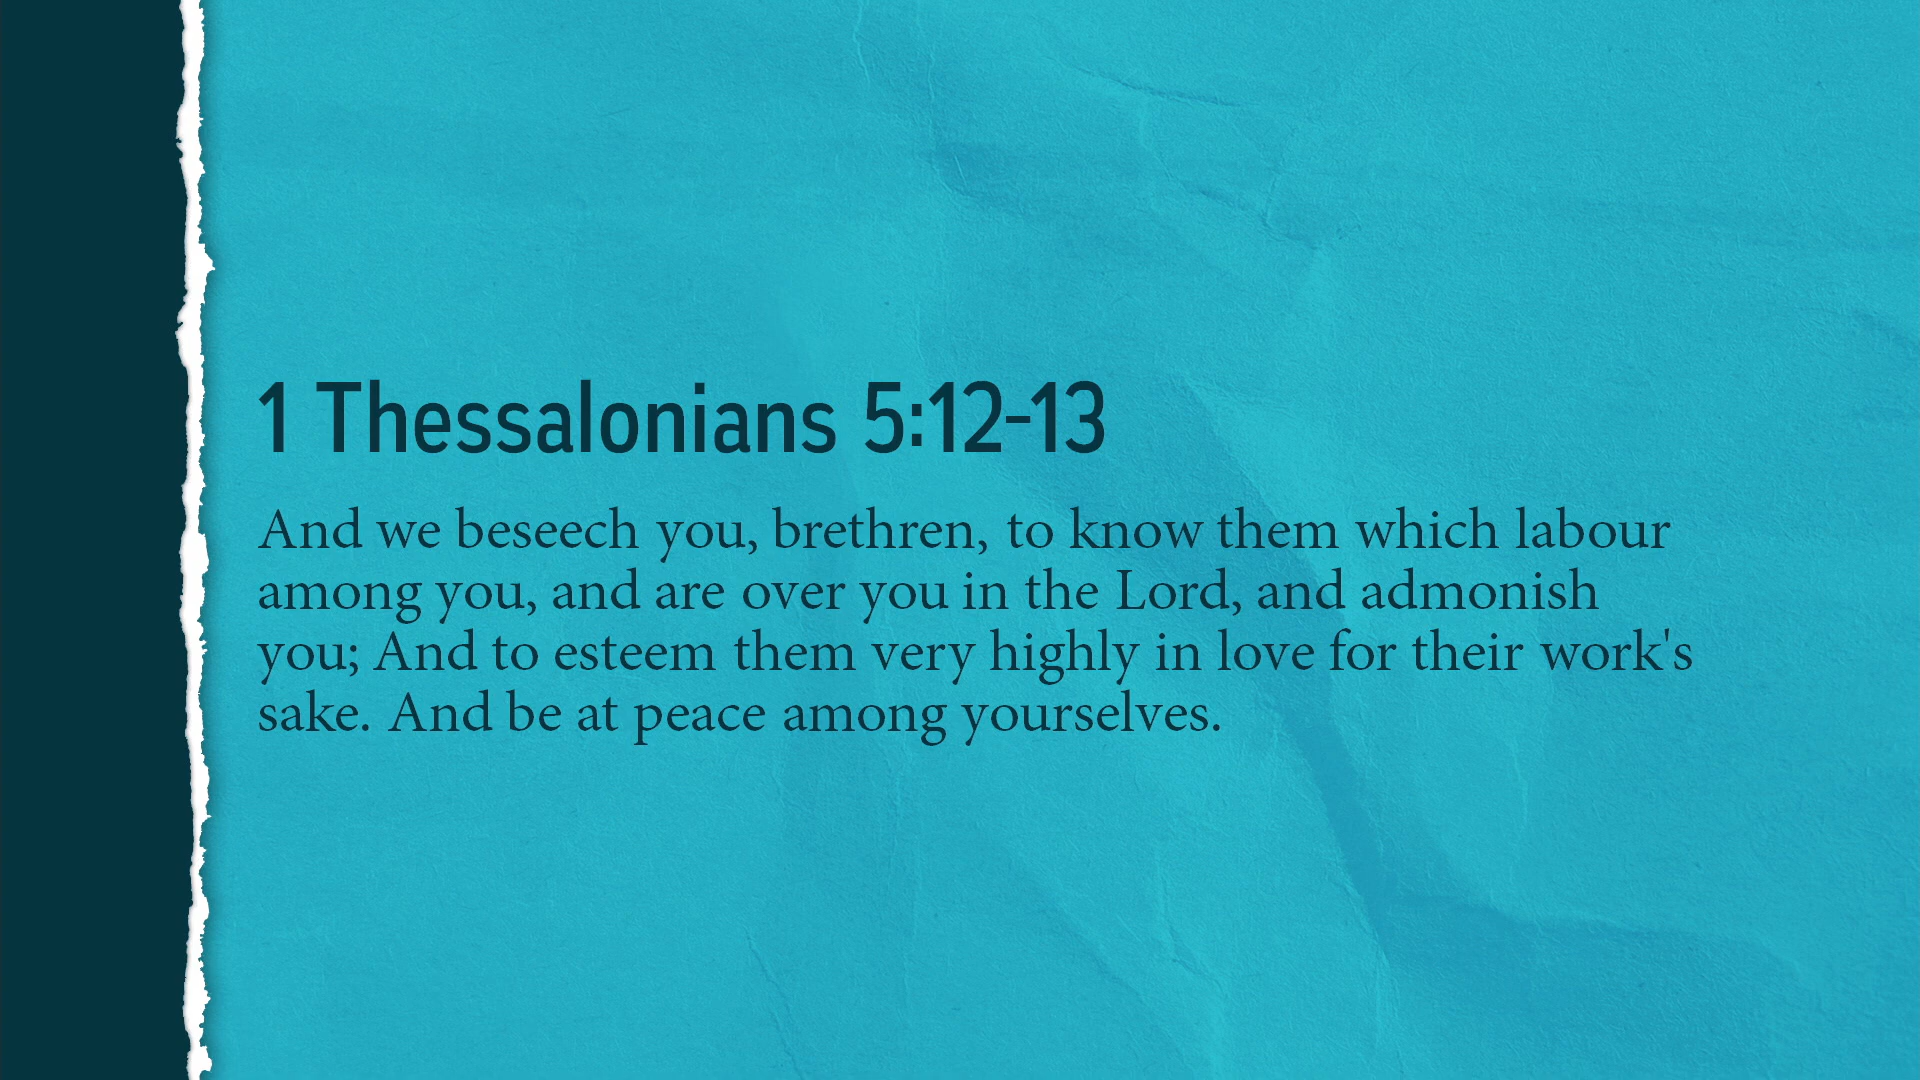 1 Thessalonians 5:12-13
And we beseech you, brethren, to know them which labour
among you, and are over you in the Lord, and admonish
you; And to esteem them very highly in love for their work's
sake. And be at peace among yourselves.